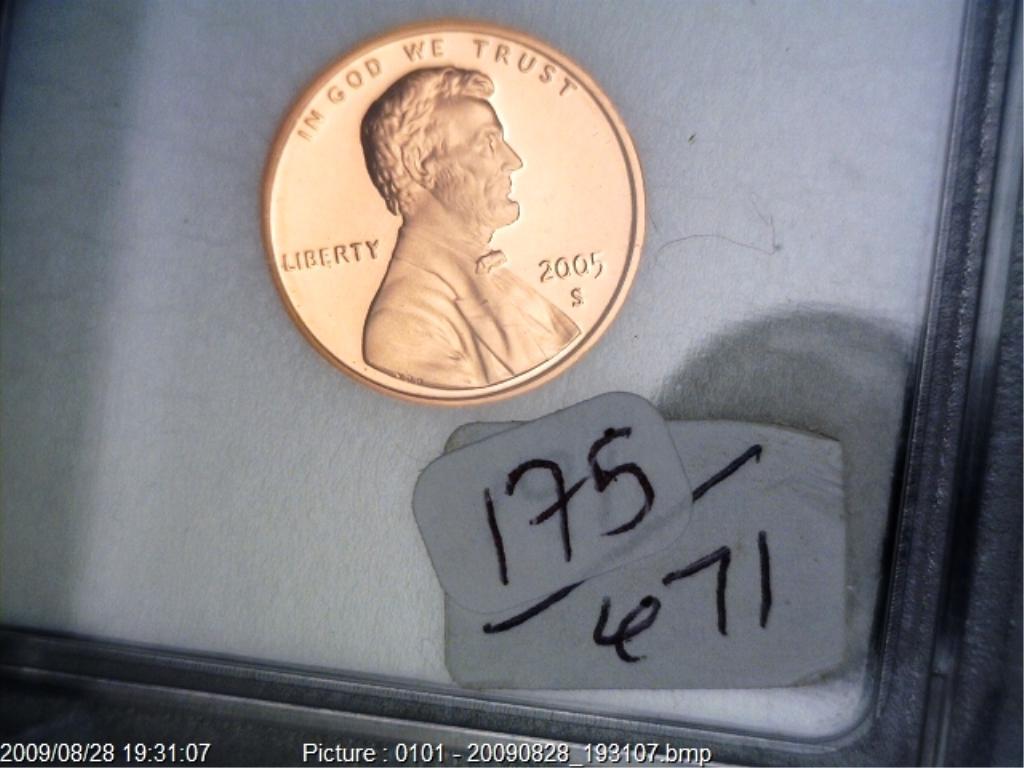 IN GOD WE TRUST
LIBERTY
2005
S
175
671
2009/08/28 19:31:07 Picture : 0101 - 20090828_193107.bmp